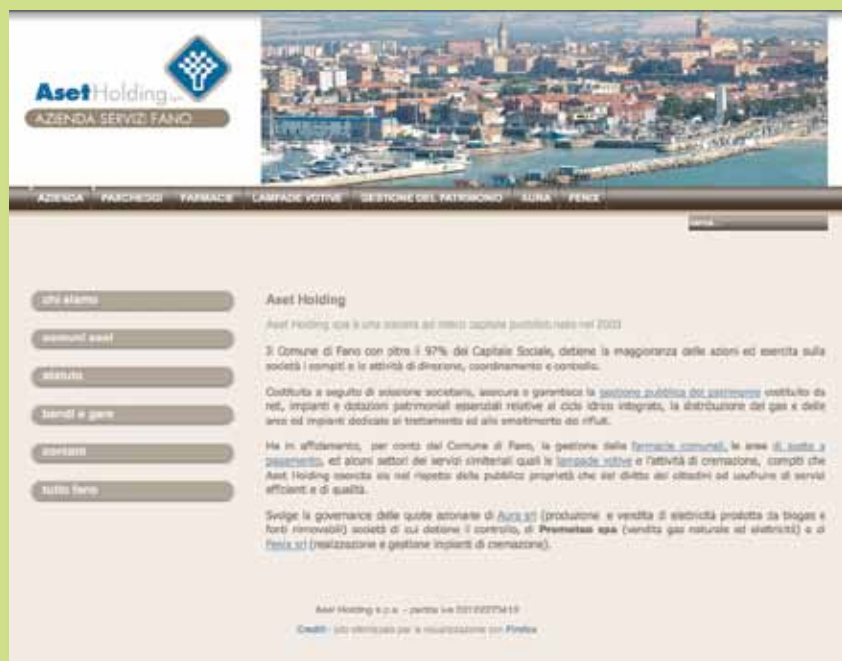 Aset Holding spa
AZIENDA SERVIZI FANO
AZIENDA PARCHEGGI FARMACIE LAMPADE VOTIVE GESTIONE DEL PATRIMONIO AURA FENIX
cerca...
chi siamo
comuni aset
statuto
bandi e gare
contatti
tutto fano
Aset Holding
Aset Holding spa è una società ad intero capitale pubblico nata nel 2003
Il Comune di Fano con oltre il 97% del Capitale Sociale, detiene la maggioranza delle azioni ed esercita sulla
società i compiti e le attività di direzione, coordinamento e controllo.
Costituita a seguito di scissione societaria, assicura e garantisce la gestione pubblica del patrimonio costituito da
reti, impianti e dotazioni patrimoniali essenziali relative al ciclo idrico integrato, la distribuzione del gas e delle
aree ed impianti dedicate al trattamento ed allo smaltimento dei rifiuti.
Ha in affidamento, per conto del Comune di Fano, la gestione delle farmacie comunali, le aree di sosta a
pagamento, ed alcuni settori dei servizi cimiteriali quali le lampade votive e l'attività di cremazione, compiti che
Aset Holding esercita sia nel rispetto della pubblica proprietà che del diritto dei cittadini ad usufruire di servizi
efficienti e di qualità.
Svolge la governance delle quote azionarie di Aura srl (produzione e vendita di elettricità prodotta da biogas e
fonti rinnovabili) società di cui detiene il controllo, di Prometeo spa (vendita gas naturale ed elettricità) e di
Fenix srl (realizzazione e gestione impianti di cremazione).
Aset Holding s.p.a. - partita iva
Credits - sito ottimizzato per la visualizzazione con Firefox